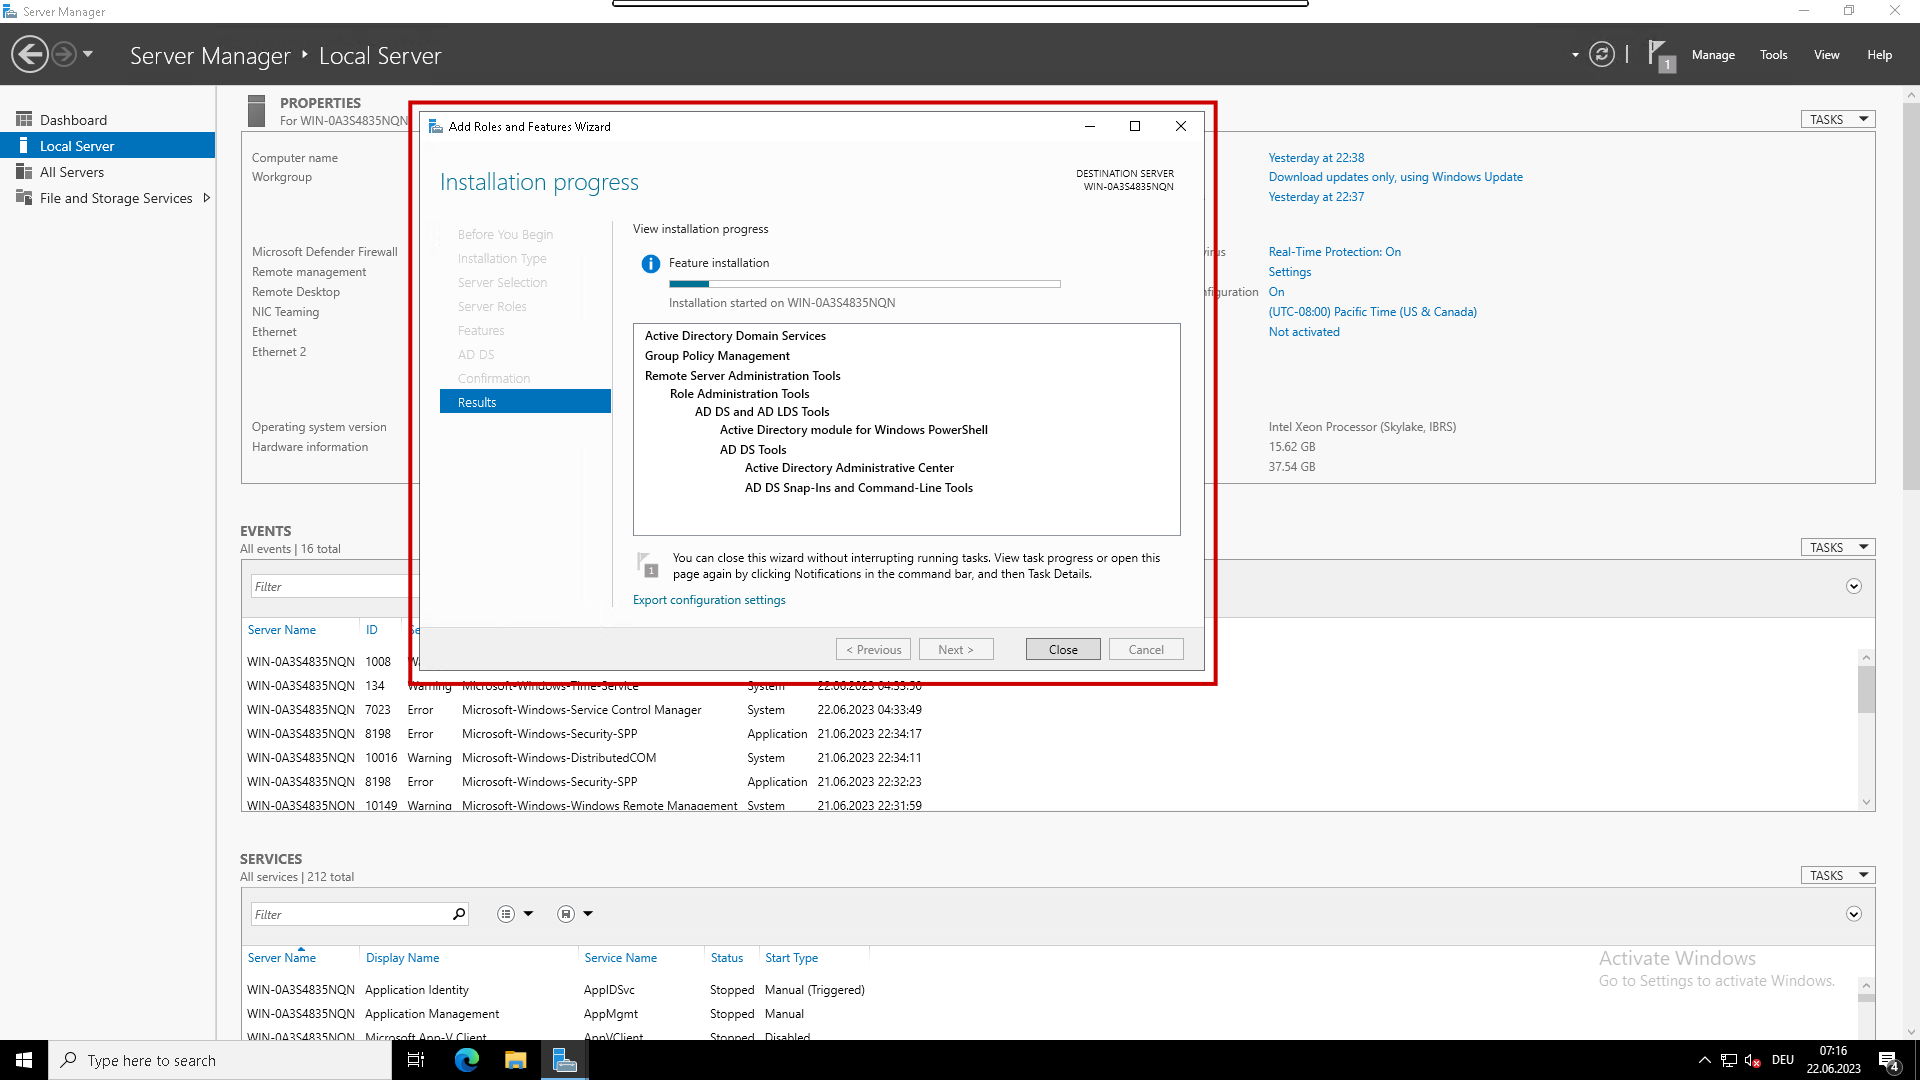 Server Manager
Server Manager ‣ Local Server
1
Manage
Tools
View
Help
Dashboard
Local Server
All Servers
File and Storage Services
PROPERTIES
For WIN-0A3S4835NQN
TASKS
Computer name
Workgroup
Yesterday at 22:38
Download updates only, using Windows Update
Yesterday at 22:37
Microsoft Defender Firewall
Remote management
Remote Desktop
NIC Teaming
Ethernet
Ethernet 2
Real-Time Protection: On
Settings
On
(UTC-08:00) Pacific Time (US & Canada)
Not activated
Operating system version
Hardware information
Intel Xeon Processor (Skylake, IBRS)
15.62 GB
37.54 GB
Add Roles and Features Wizard
Installation progress
DESTINATION SERVER
WIN-0A3S4835NQN
Before You Begin
Installation Type
Server Selection
Server Roles
Features
AD DS
Confirmation
Results
View installation progress
Feature installation
Installation started on WIN-0A3S4835NQN
Active Directory Domain Services
Group Policy Management
Remote Server Administration Tools
Role Administration Tools
AD DS and AD LDS Tools
Active Directory module for Windows PowerShell
AD DS Tools
Active Directory Administrative Center
AD DS Snap-Ins and Command-Line Tools
1
You can close this wizard without interrupting running tasks. View task progress or open this
page again by clicking Notifications in the command bar, and then Task Details.
Export configuration settings
< Previous
Next >
Close
Cancel
EVENTS
All events | 16 total
TASKS
Filter
Server Name ID
WIN-0A3S4835NQN 1008
WIN-0A3S4835NQN 134 Warning Microsoft-Windows-Time-Service System 22.06.2023 04:33:50
WIN-0A3S4835NQN 7023 Error Microsoft-Windows-Service Control Manager System 22.06.2023 04:33:49
WIN-0A3S4835NQN 8198 Error Microsoft-Windows-Security-SPP Application 21.06.2023 22:34:17
WIN-0A3S4835NQN 10016 Warning Microsoft-Windows-DistributedCOM System 21.06.2023 22:34:11
WIN-0A3S4835NQN 8198 Error Microsoft-Windows-Security-SPP Application 21.06.2023 22:32:23
WIN-0A3S4835NQN 10149 Warning Microsoft-Windows-Windows Remote Management System 21.06.2023 22:31:59
SERVICES
All services | 212 total
TASKS
Filter
Server Name Display Name Service Name Status Start Type
WIN-0A3S4835NQN Application Identity AppIDSvc Stopped Manual (Triggered)
WIN-0A3S4835NQN Application Management AppMgmt Stopped Manual
WIN-0A3S4835NQN Microsoft App-V Client AppVClient Stopped Disabled
Activate Windows
Go to Settings to activate Windows.
Type here to search
DEU
07:16
22.06.2023
4